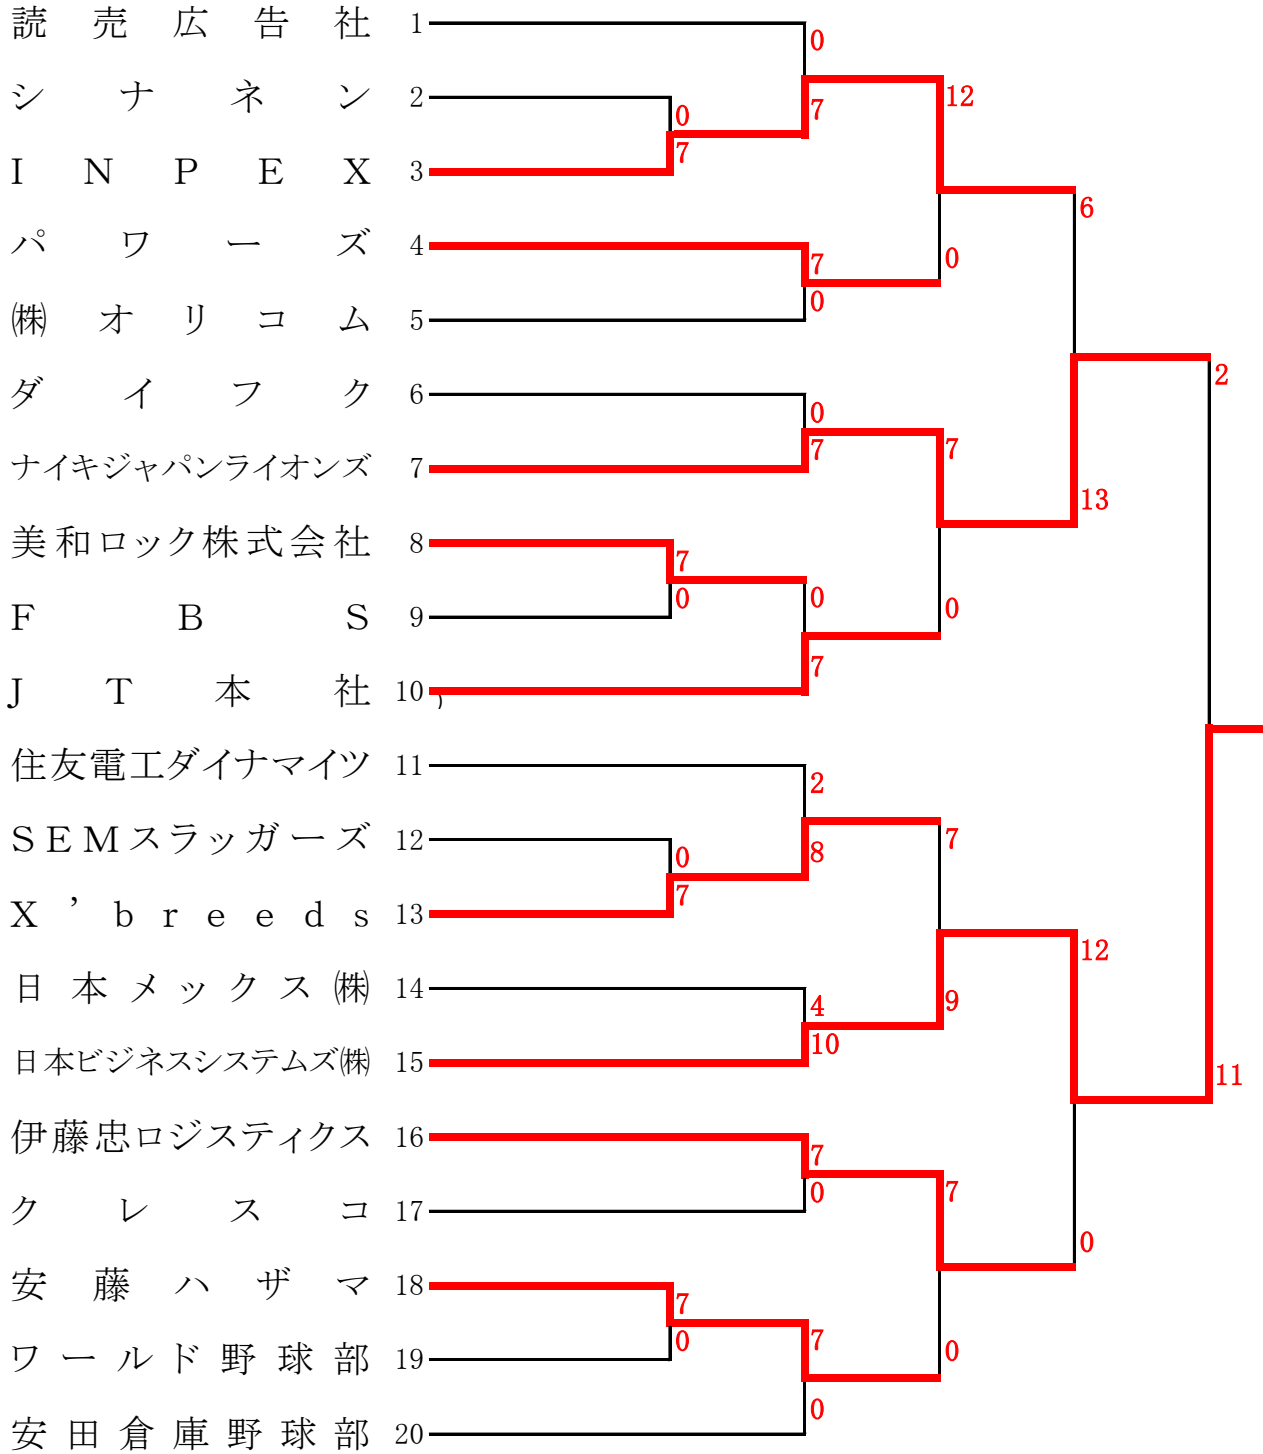 読売広告社 1
シナネン 2
ＩＮＰＥＸ 3
パワーズ 4
㈱オリコム 5
ダイフク 6
ナイキジャパンライオンズ 7
美和ロック株式会社 8
ＦＢＳ 9
ＪＴ本社 10
住友電工ダイナマイツ 11
ＳＥＭスラッガーズ 12
Ｘ’ｂｒｅｅｄｓ 13
日本メックス㈱ 14
日本ビジネスシステムズ㈱ 15
伊藤忠ロジスティクス 16
クレスコ 17
安藤ハザマ 18
ワールド野球部 19
安田倉庫野球部 20
0
7
7
0
7
0
0
7
7
0
0
7
0
7
2
8
4
10
7
0
7
0
7
0
12
0
7
0
7
9
7
0
6
13
12
0
2
11